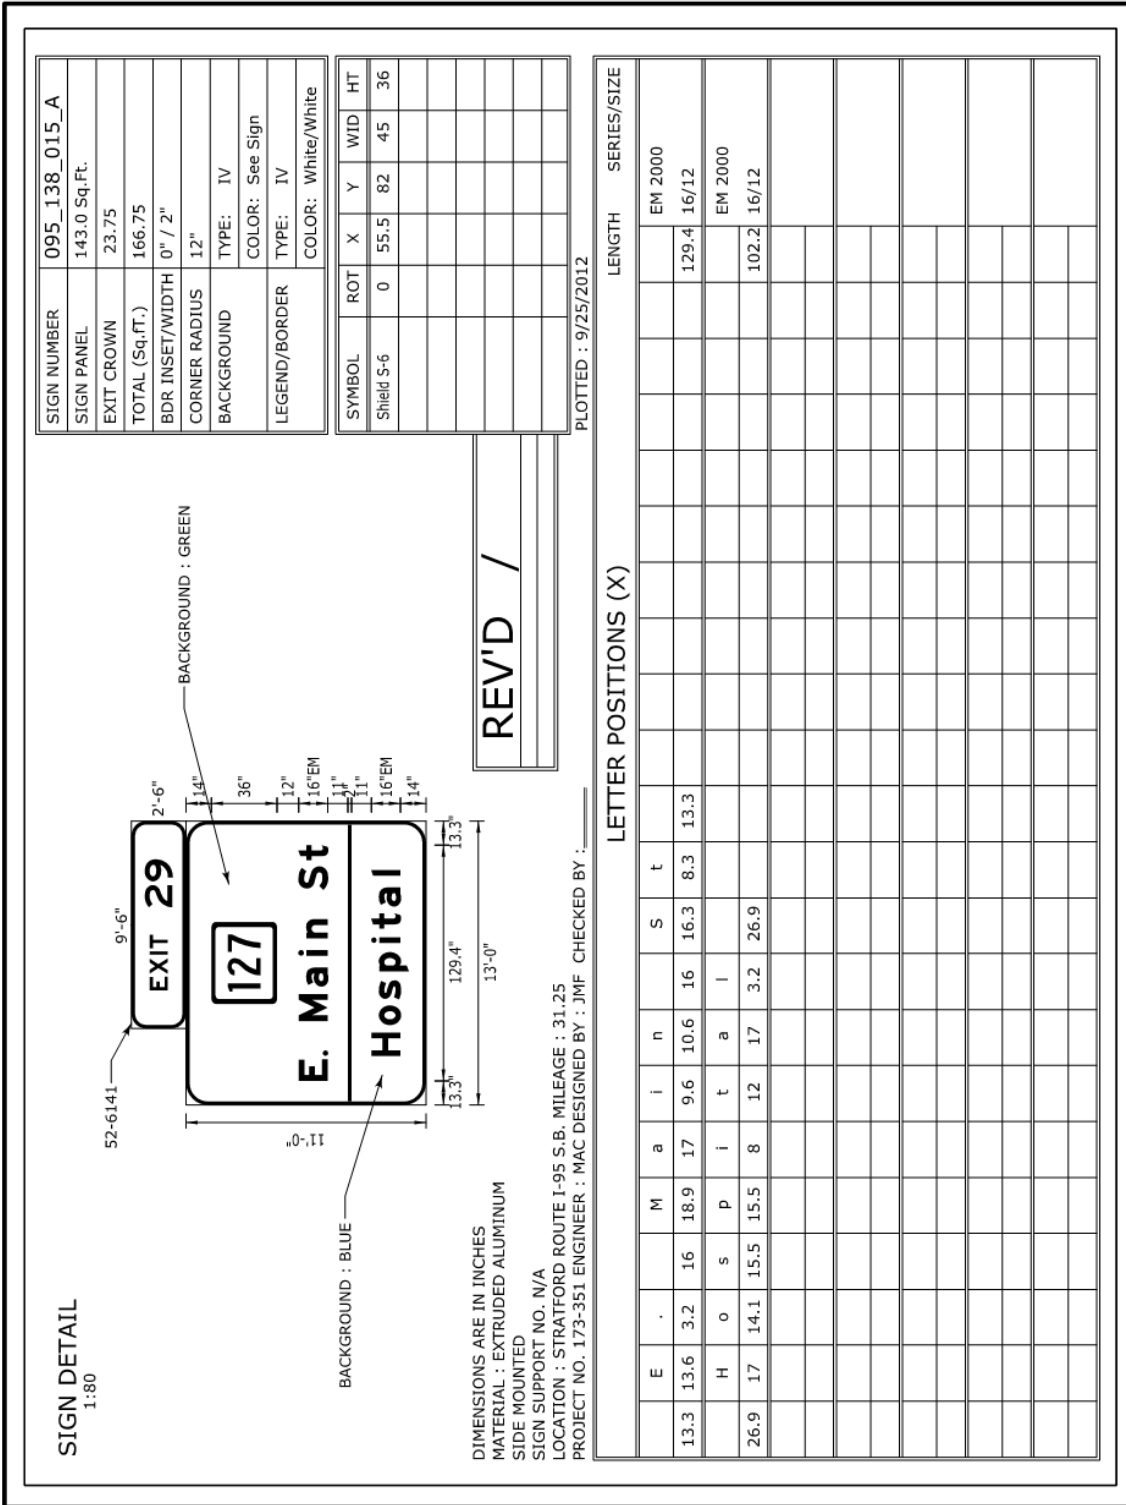 SIGN DETAIL
1:80
52-6141
9'-6"
2'-6"
EXIT 29
127
E. Main St
Hospital
BACKGROUND : GREEN
BACKGROUND : BLUE
14"
36"
12"
16"EM
11"
2"
11"
16"EM
14"
11'-0"
13.3" 129.4" 13.3"
13'-0"
SIGN NUMBER 095_138_015_A
SIGN PANEL 143.0 Sq.Ft.
EXIT CROWN 23.75
TOTAL (Sq.fT.) 166.75
BDR INSET/WIDTH 0" / 2"
CORNER RADIUS 12"
BACKGROUND TYPE: IV
COLOR: See Sign
LEGEND/BORDER TYPE: IV
COLOR: White/White
SYMBOL ROT X Y WID HT
Shield S-6 0 55.5 82 45 36
REV'D /
PLOTTED : 9/25/2012
DIMENSIONS ARE IN INCHES
MATERIAL : EXTRUDED ALUMINUM
SIDE MOUNTED
SIGN SUPPORT NO. N/A
LOCATION : STRATFORD ROUTE I-95 S.B. MILEAGE : 31.25
PROJECT NO. 173-351 ENGINEER : MAC DESIGNED BY : JMF CHECKED BY :
LETTER POSITIONS (X) LENGTH SERIES/SIZE
E . M a i n S t EM 2000
13.3 13.6 3.2 16 18.9 17 9.6 10.6 16 16.3 8.3 13.3 129.4 16/12
H o s p i t a l EM 2000
26.9 17 14.1 15.5 15.5 8 12 17 3.2 26.9 102.2 16/12